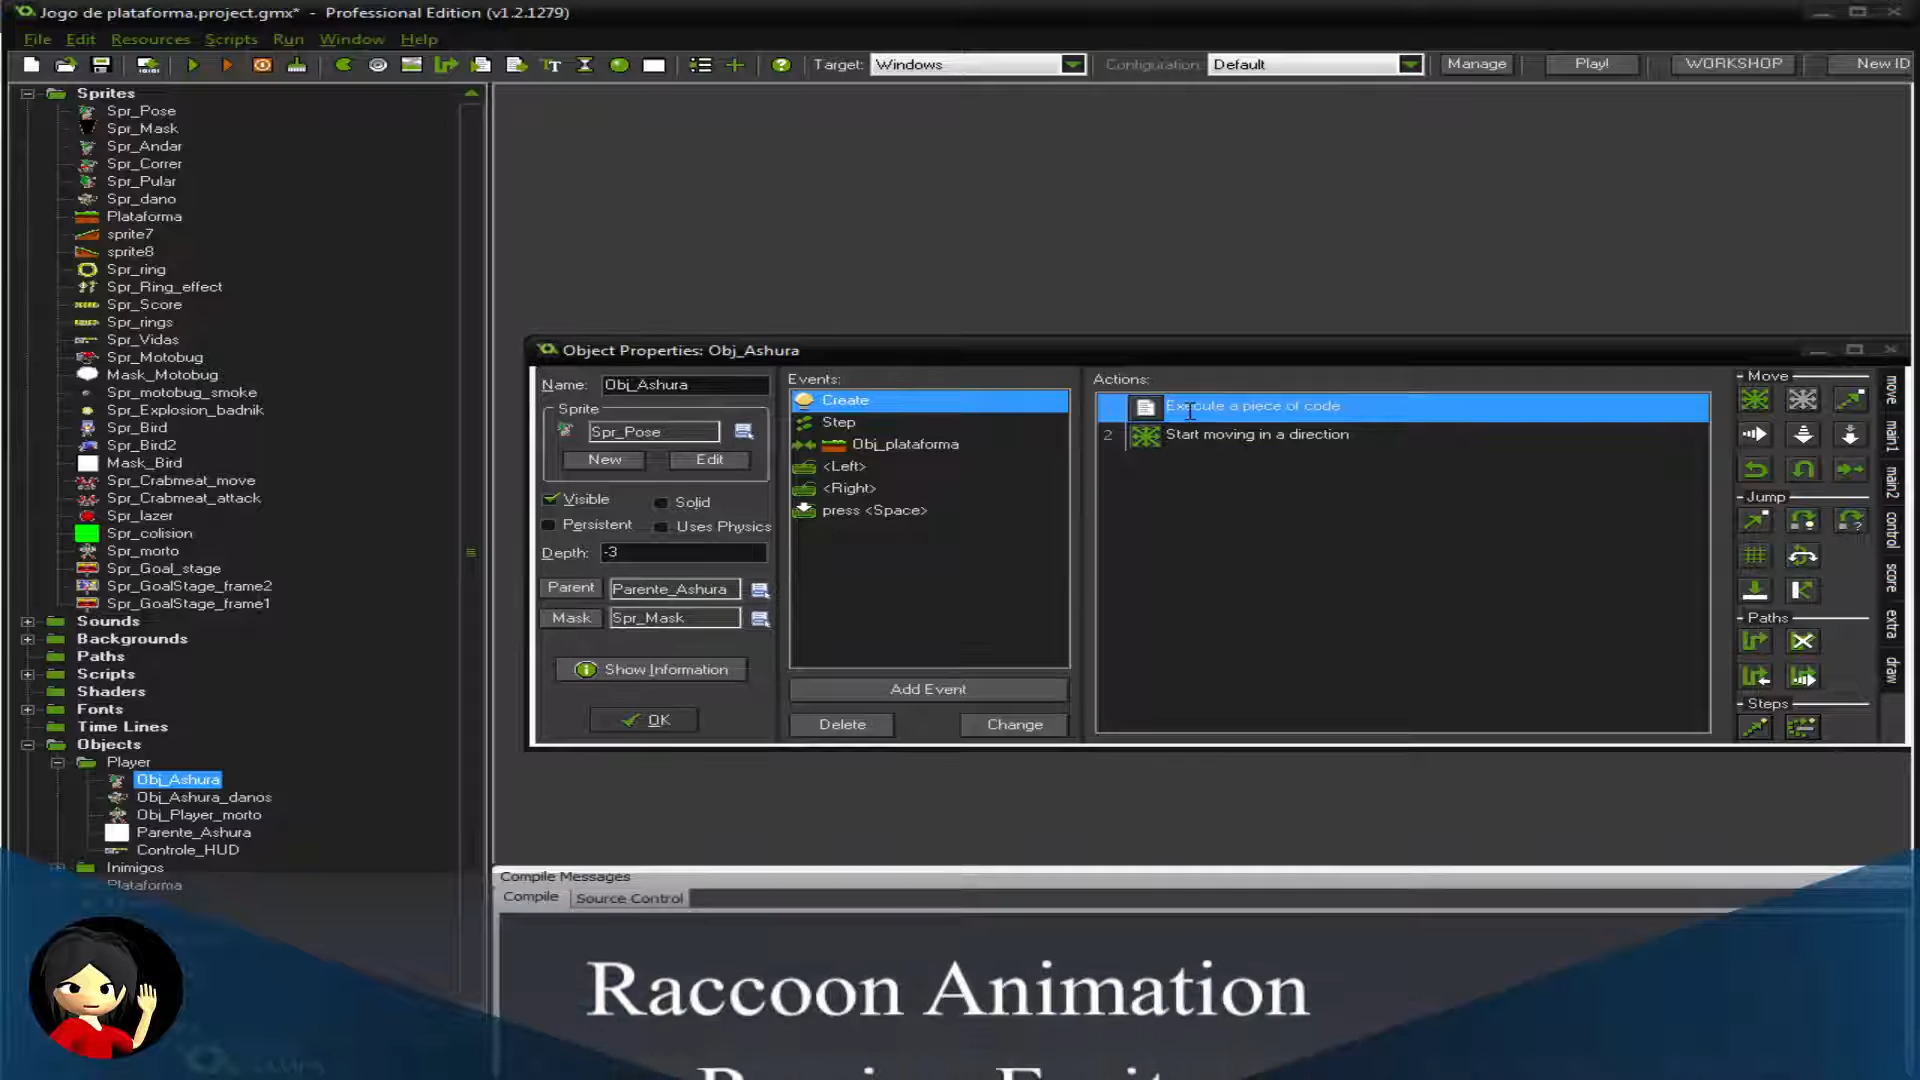 Jogo de plataforma.project.gmx* - Professional Edition (v1.2.1279)
File Edit Resources Scripts Run Window Help
Target: Windows Configuration: Default Manage Play! WORKSHOP New ID
Sprites
Spr_Pose
Spr_Mask
Spr_Andar
Spr_Correr
Spr_Pular
Spr_dano
Plataforma
sprite7
sprite8
Spr_ring
Spr_Ring_effect
Spr_Score
Spr_rings
Spr_Vidas
Spr_Motobug
Mask_Motobug
Spr_motobug_smoke
Spr_Explosion_badnik
Spr_Bird
Spr_Bird2
Mask_Bird
Spr_Crabmeat_move
Spr_Crabmeat_attack
Spr_lazer
Spr_colision
Spr_morto
Spr_Goal_stage
Spr_GoalStage_frame2
Spr_GoalStage_frame1
Sounds
Backgrounds
Paths
Scripts
Shaders
Fonts
Time Lines
Objects
Player
Obj_Ashura
Obj_Ashura_danos
Obj_Player_morto
Parente_Ashura
Controle_HUD
Inimigos
Plataforma
Object Properties: Obj_Ashura
Name: Obj_Ashura
Sprite
Spr_Pose
New Edit
Visible Solid
Persistent Uses Physics
Depth: -3
Parent Parente_Ashura
Mask Spr_Mask
Show Information
OK
Events:
Create
Step
Obj_plataforma
<Left>
<Right>
press <Space>
Add Event
Delete Change
Actions:
Execute a piece of code
2 Start moving in a direction
Move
Jump
Paths
Steps
move
main1
main2
control
score
extra
draw
Compile Messages
Compile Source Control
Raccoon Animation